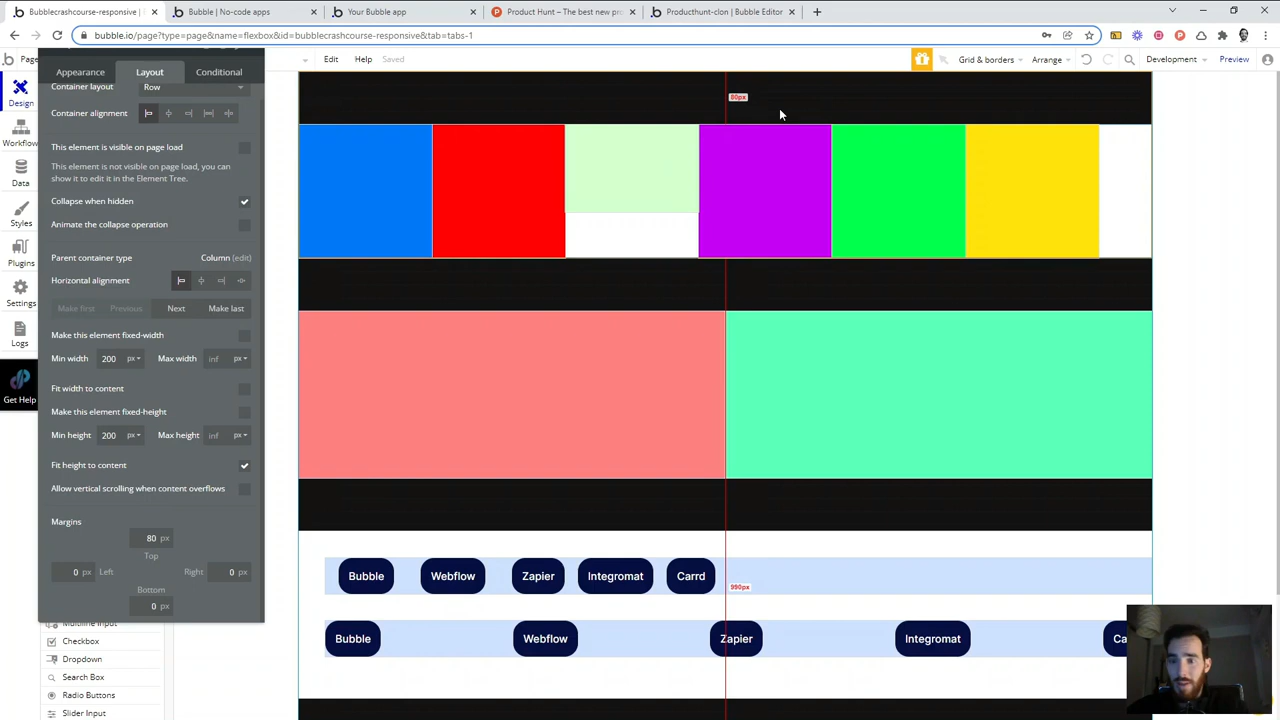 Bubblecrashcourse-responsive |
Bubble | No-code apps
Your Bubble app
Product Hunt – The best new pro
Producthunt-clon | Bubble Editor
bubble.io/page?type=page&name=flexbox&id=bubblecrashcourse-responsive&tab=tabs-1
Page
Edit
Help
Saved
Grid & borders
Arrange
Development
Preview
Appearance
Layout
Conditional
Design
Workflow
Data
Styles
Plugins
Settings
Logs
Get Help
Container layout
Row
Container alignment
This element is visible on page load
This element is not visible on page load, you can
show it to edit it in the Element Tree.
Collapse when hidden
Animate the collapse operation
Parent container type
Column (edit)
Horizontal alignment
Make first
Previous
Next
Make last
Make this element fixed-width
Min width
200
px
Max width
inf
px
Fit width to content
Make this element fixed-height
Min height
200
px
Max height
inf
px
Fit height to content
Allow vertical scrolling when content overflows
Margins
80 px
Top
0 px Left
Right 0 px
Bottom
0 px
Multiline Input
Checkbox
Dropdown
Search Box
Radio Buttons
Slider Input
80px
Bubble
Webflow
Zapier
Integromat
Carrd
990px
Bubble
Webflow
Zapier
Integromat
Ca